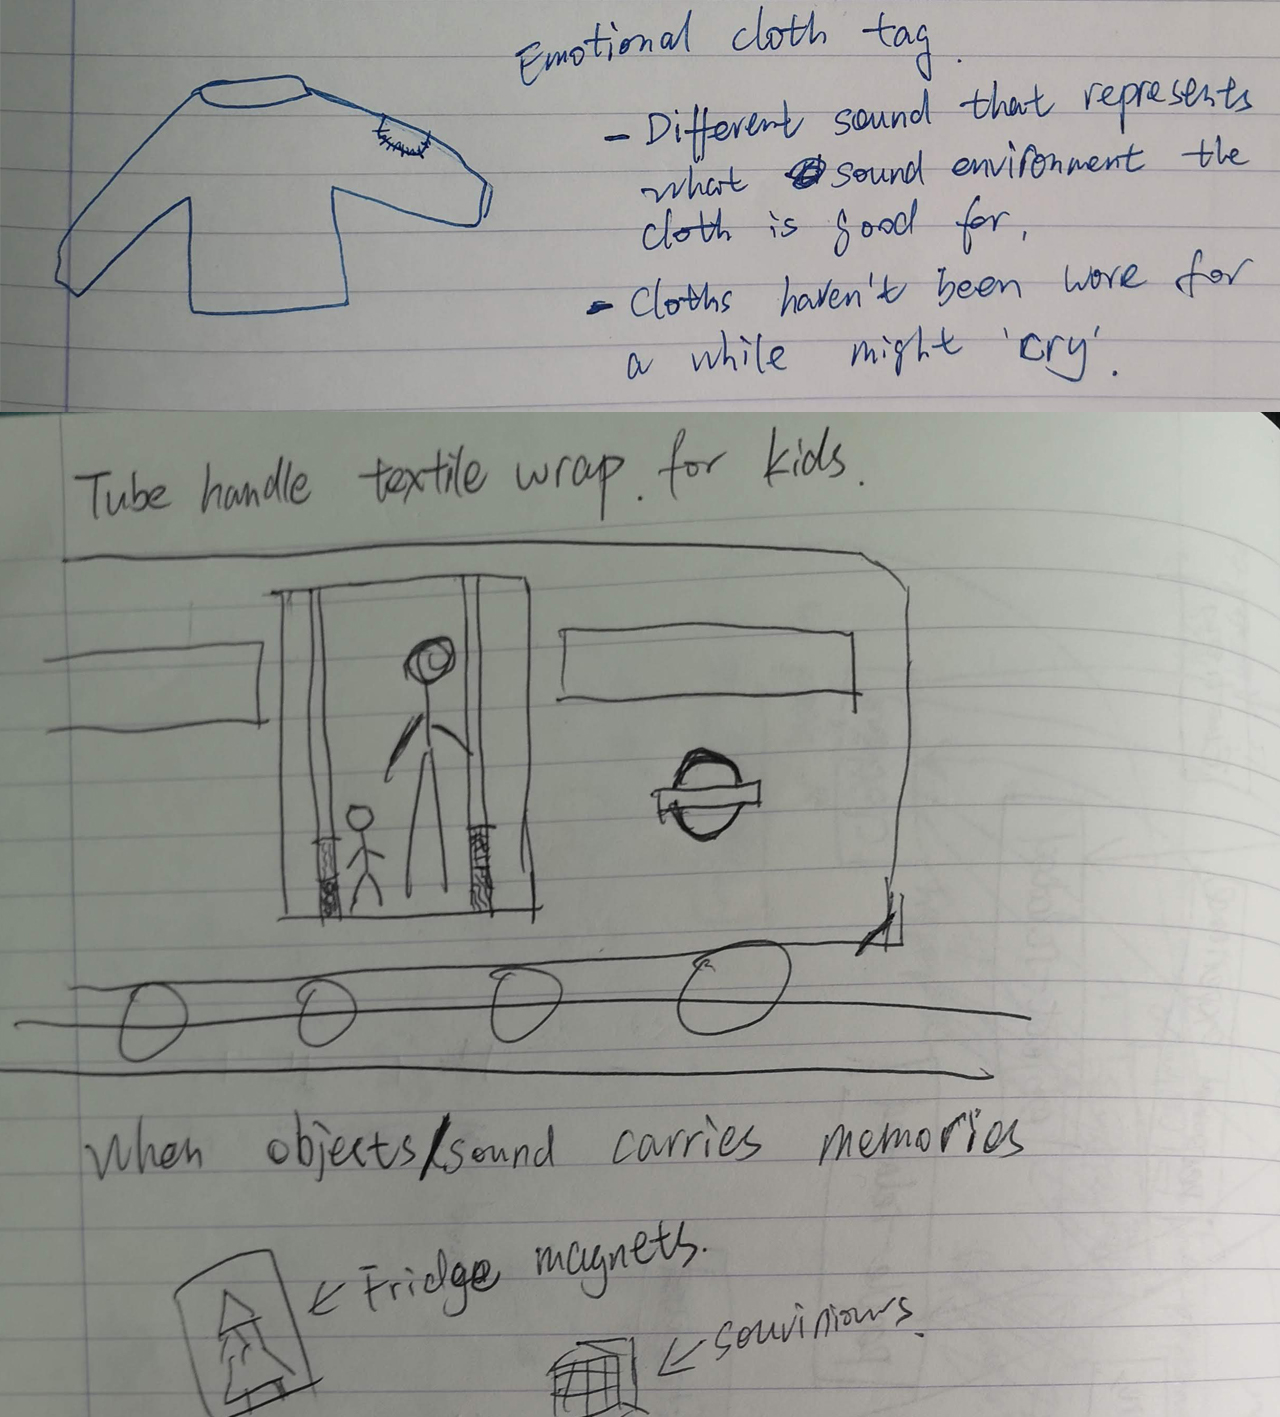 Emotional cloth tag.
- Different sound that represents
what sound environment the
cloth is good for,
- Cloths haven't been wore for
a while might 'cry'.
Tube handle textile wrap. for kids.
When objects/sound carries memories
← Fridge magnets.
← souviniours.